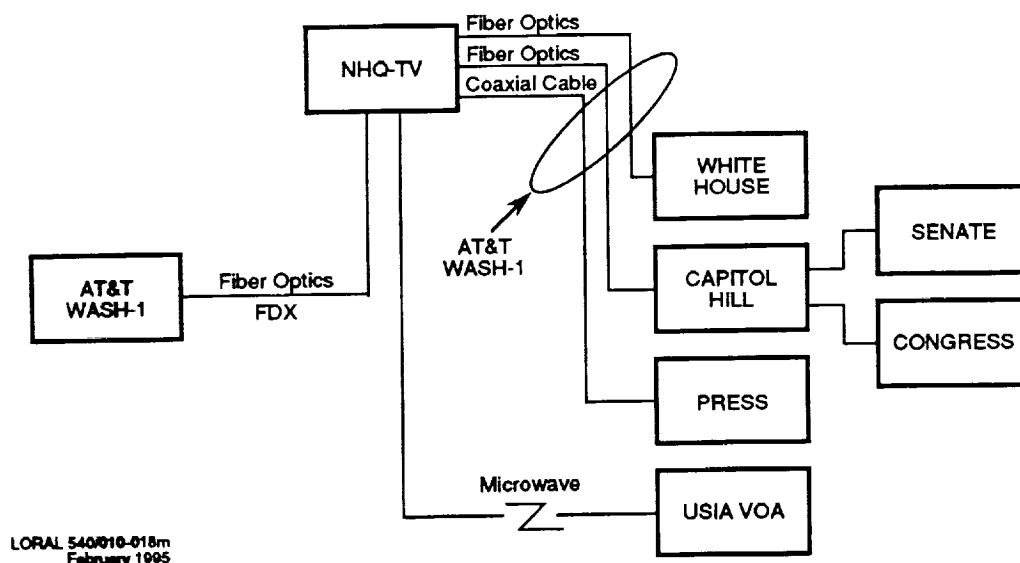 Fiber Optics
NHQ-TV
Fiber Optics
Coaxial Cable
WHITE
HOUSE
AT&T
WASH-1
SENATE
CAPITOL
HILL
AT&T
WASH-1
Fiber Optics
FDX
CONGRESS
PRESS
Microwave
USIA VOA
LORAL 540/010-018m
February 1995